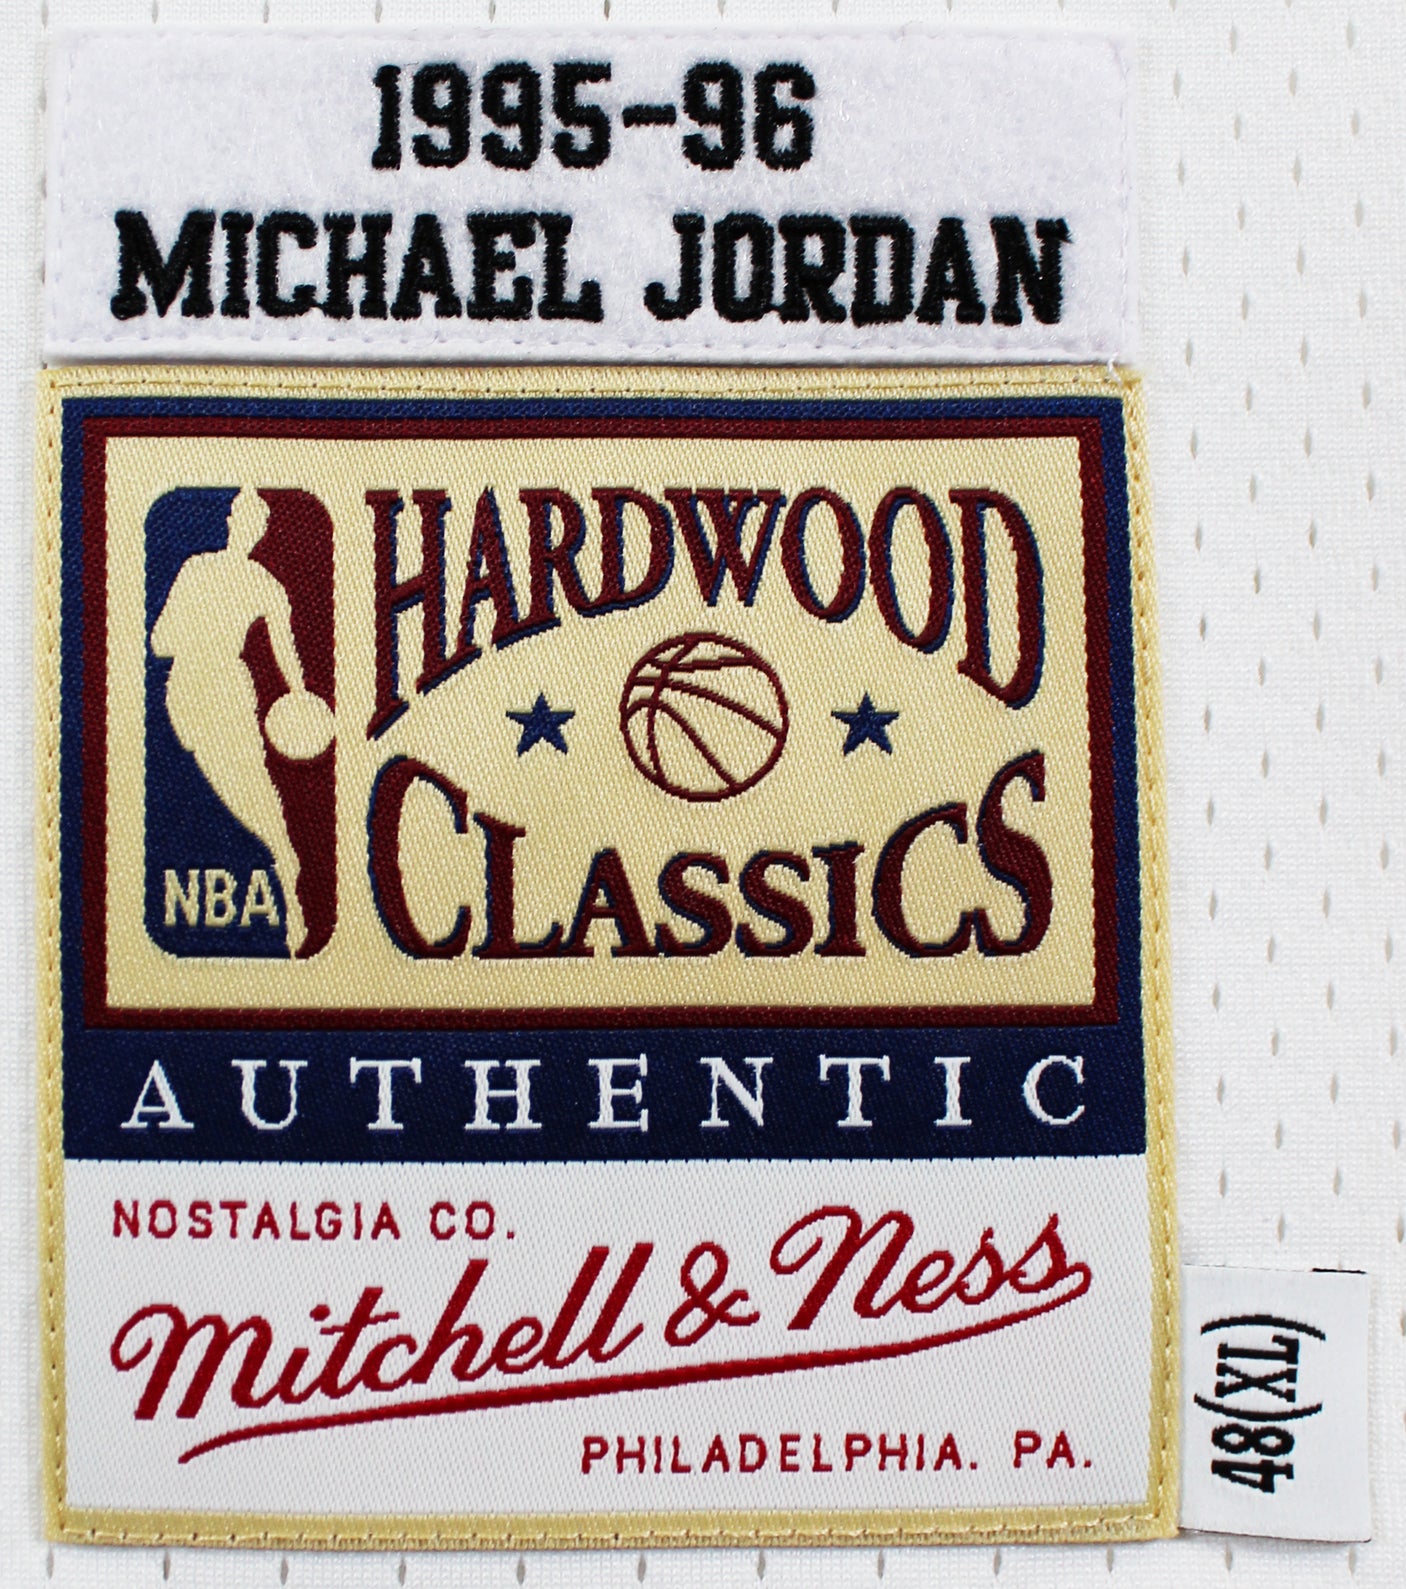 1995-96
MICHAEL JORDAN
HARDWOOD
CLASSICS
NBA
AUTHENTIC
NOSTALGIA CO.
Mitchell & Ness
PHILADELPHIA. PA.
48(XL)